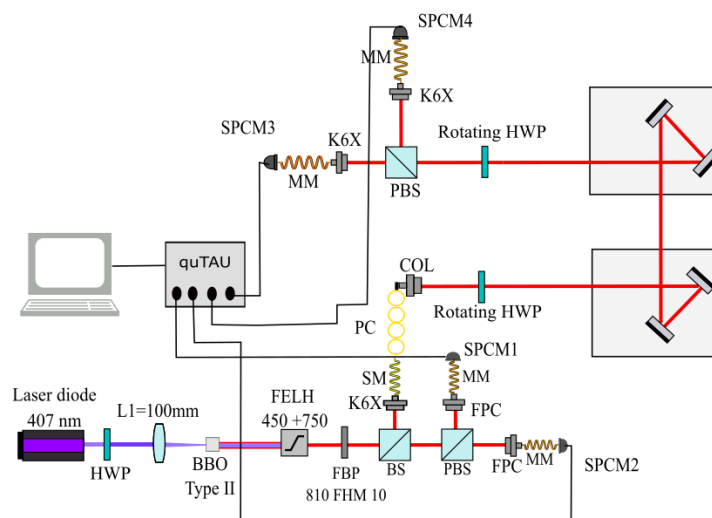 SPCM4
MM
K6X
SPCM3
K6X
Rotating HWP
MM
PBS
quTAU
COL
Rotating HWP
PC
SPCM1
Laser diode
407 nm
L1=100mm
FELH
450 +750
SM
MM
K6X
FPC
HWP
BBO
Type II
FBP
810 FHM 10
BS
PBS
FPC
MM
SPCM2